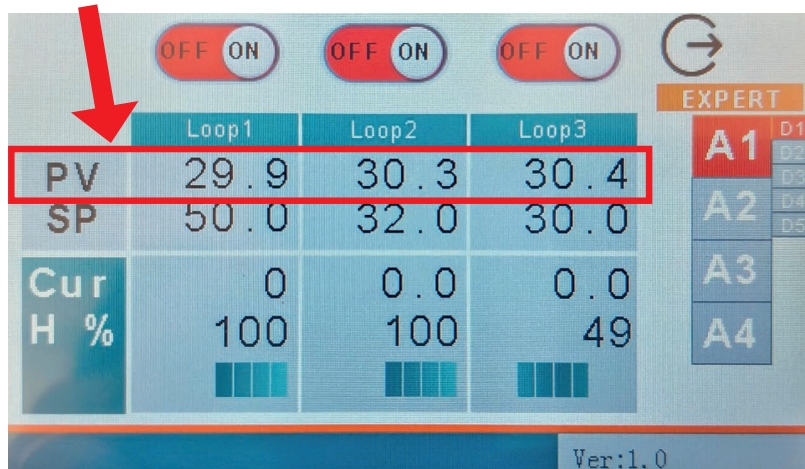 OFF ON OFF ON OFF ON
EXPERT
Loop1 Loop2 Loop3
A1 D1
D2
PV 29.9 30.3 30.4
D3
SP 50.0 32.0 30.0
A2 D4
D5
Cur 0 0.0 0.0
A3
H % 100 100 49
A4
Ver:1.0